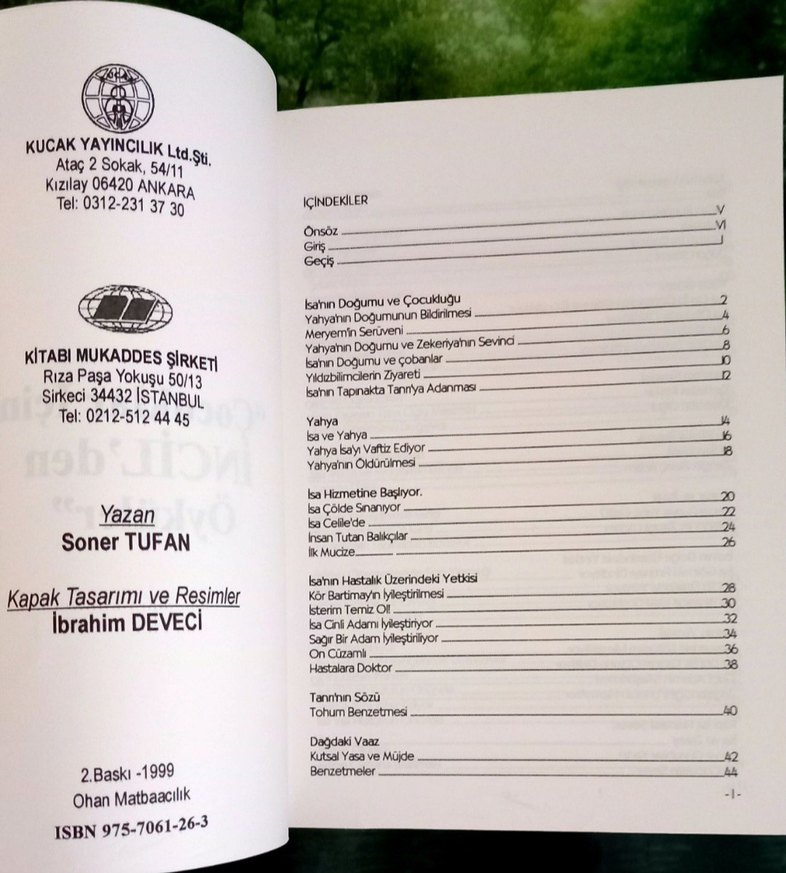 KUCAK YAYINCILIK Ltd.Şti.
Ataç 2 Sokak, 54/11
Kızılay 06420 ANKARA
Tel: 0312-231 37 30
KİTABI MUKADDES ŞİRKETİ
Rıza Paşa Yokuşu 50/13
Sirkeci 34432 İSTANBUL
Tel: 0212-512 44 45
Yazan
Soner TUFAN
Kapak Tasarımı ve Resimler
İbrahim DEVECİ
2.Baskı -1999
Ohan Matbaacılık
ISBN 975-7061-26-3
İÇİNDEKİLER
Önsöz V
Giriş VI
Geçiş I
İsa'nın Doğumu ve Çocukluğu
Yahya'nın Doğumunun Bildirilmesi 2
Meryem'in Serüveni 4
Yahya'nın Doğumu ve Zekeriya'nın Sevinci 6
İsa'nın Doğumu ve çobanlar 8
Yıldızbilimcilerin Ziyareti 10
İsa'nın Tapınakta Tanrı'ya Adanması 12
Yahya
İsa ve Yahya 14
Yahya İsa'yı Vaftiz Ediyor 16
Yahya'nın Öldürülmesi 18
İsa Hizmetine Başlıyor.
İsa Çölde Sınanıyor 20
İsa Celile'de 22
İnsan Tutan Balıkçılar 24
İlk Mucize 26
İsa'nın Hastalık Üzerindeki Yetkisi
Kör Bartimay'ın İyileştirilmesi 28
İsterim Temiz Ol! 30
İsa Cinli Adamı İyileştiriyor 32
Sağır Bir Adam İyileştiriliyor 34
On Cüzamlı 36
Hastalara Doktor 38
Tanrı'nın Sözü
Tohum Benzetmesi 40
Dağdaki Vaaz
Kutsal Yasa ve Müjde 42
Benzetmeler 44
-I-